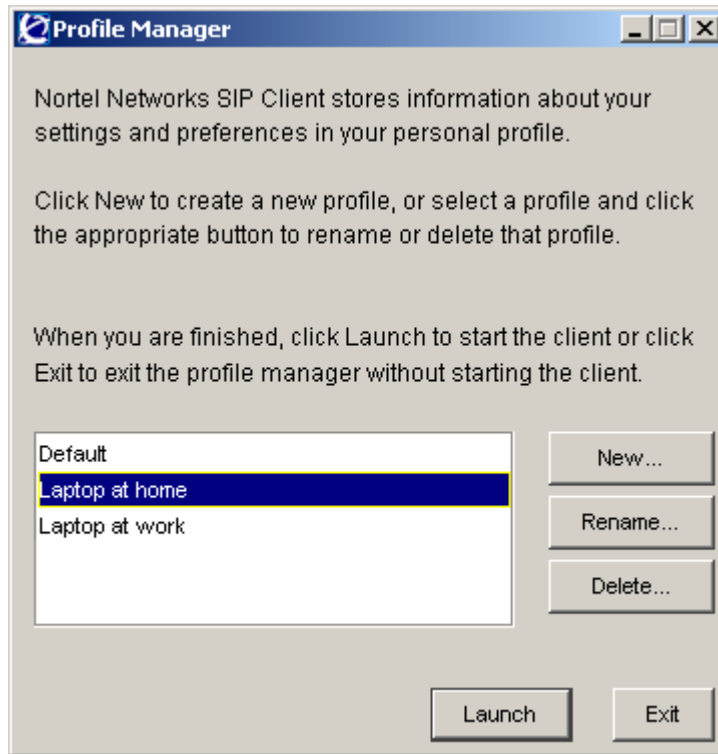 Profile Manager
Nortel Networks SIP Client stores information about your
settings and preferences in your personal profile.
Click New to create a new profile, or select a profile and click
the appropriate button to rename or delete that profile.
When you are finished, click Launch to start the client or click
Exit to exit the profile manager without starting the client.
Default
Laptop at home
Laptop at work
New...
Rename...
Delete...
Launch
Exit